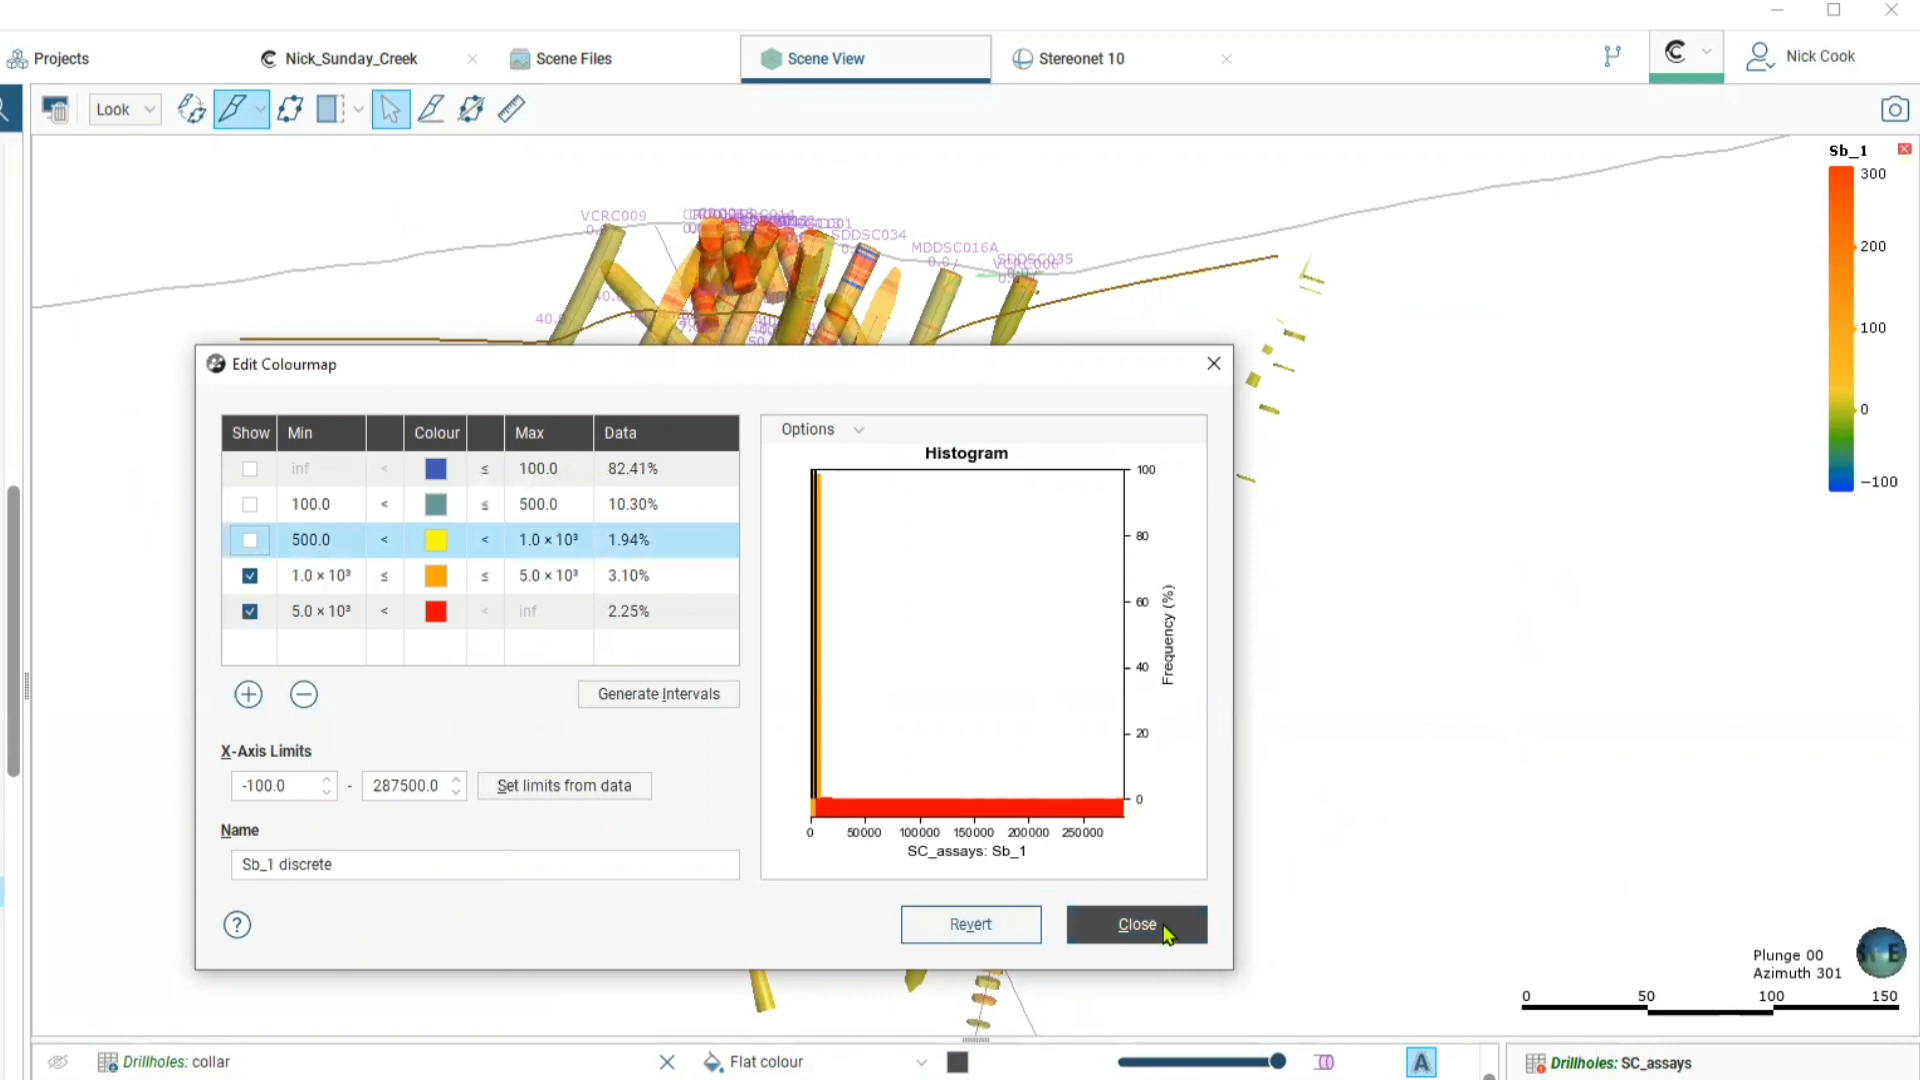 Projects
Nick_Sunday_Creek
Scene Files
Scene View
Stereonet 10
Nick Cook
Look
Sb_1
300
200
100
0
-100
VCRC009
SDDSC034
MDDSC016A
SDDSC035
0.0
40.
Edit Colourmap
Show Min Colour Max Data
inf < ≤ 100.0 82.41%
100.0 < ≤ 500.0 10.30%
500.0 < < 1.0 × 10³ 1.94%
1.0 × 10³ ≤ ≤ 5.0 × 10³ 3.10%
5.0 × 10³ < < inf 2.25%
Generate Intervals
X-Axis Limits
-100.0 - 287500.0 Set limits from data
Name
Sb_1 discrete
Options
Histogram
100
80
60
40
20
0
Frequency (%)
0 50000 100000 150000 200000 250000
SC_assays: Sb_1
?
Revert
Close
Plunge 00
Azimuth 301
0 50 100 150
Drillholes: collar
Flat colour
A
Drillholes: SC_assays